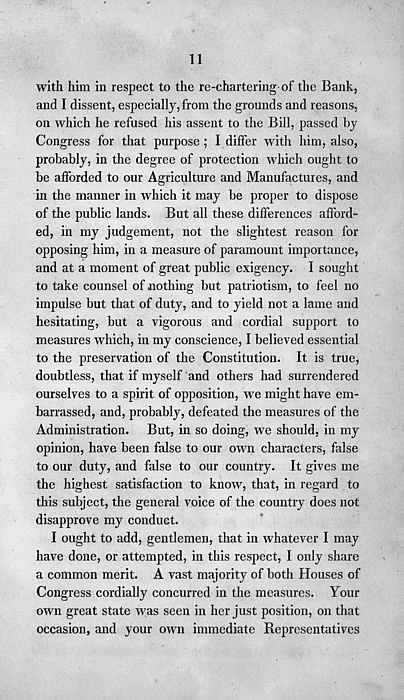 11
with him in respect to the re-chartering of the Bank,
and I dissent, especially, from the grounds and reasons,
on which he refused his assent to the Bill, passed by
Congress for that purpose ; I differ with him, also,
probably, in the degree of protection which ought to
be afforded to our Agriculture and Manufactures, and
in the manner in which it may be proper to dispose
of the public lands. But all these differences afford-
ed, in my judgement, not the slightest reason for
opposing him, in a measure of paramount importance,
and at a moment of great public exigency. I sought
to take counsel of nothing but patriotism, to feel no
impulse but that of duty, and to yield not a lame and
hesitating, but a vigorous and cordial support to
measures which, in my conscience, I believed essential
to the preservation of the Constitution. It is true,
doubtless, that if myself and others had surrendered
ourselves to a spirit of opposition, we might have em-
barrassed, and, probably, defeated the measures of the
Administration. But, in so doing, we should, in my
opinion, have been false to our own characters, false
to our duty, and false to our country. It gives me
the highest satisfaction to know, that, in regard to
this subject, the general voice of the country does not
disapprove my conduct.
I ought to add, gentlemen, that in whatever I may
have done, or attempted, in this respect, I only share
a common merit. A vast majority of both Houses of
Congress cordially concurred in the measures. Your
own great state was seen in her just position, on that
occasion, and your own immediate Representatives